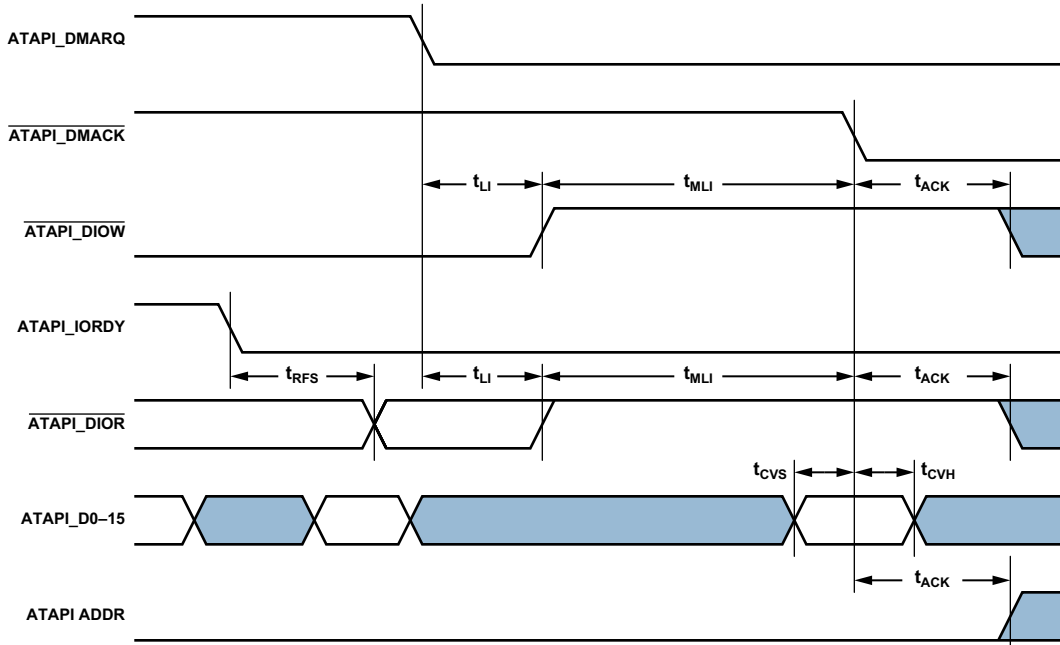 ATAPI_DMARQ
ATAPI_DMACK
tLI
tMLI
tACK
ATAPI_DIOW
ATAPI_IORDY
tRFS
tLI
tMLI
tACK
ATAPI_DIOR
tCVS
tCVH
ATAPI_D0–15
tACK
ATAPI ADDR